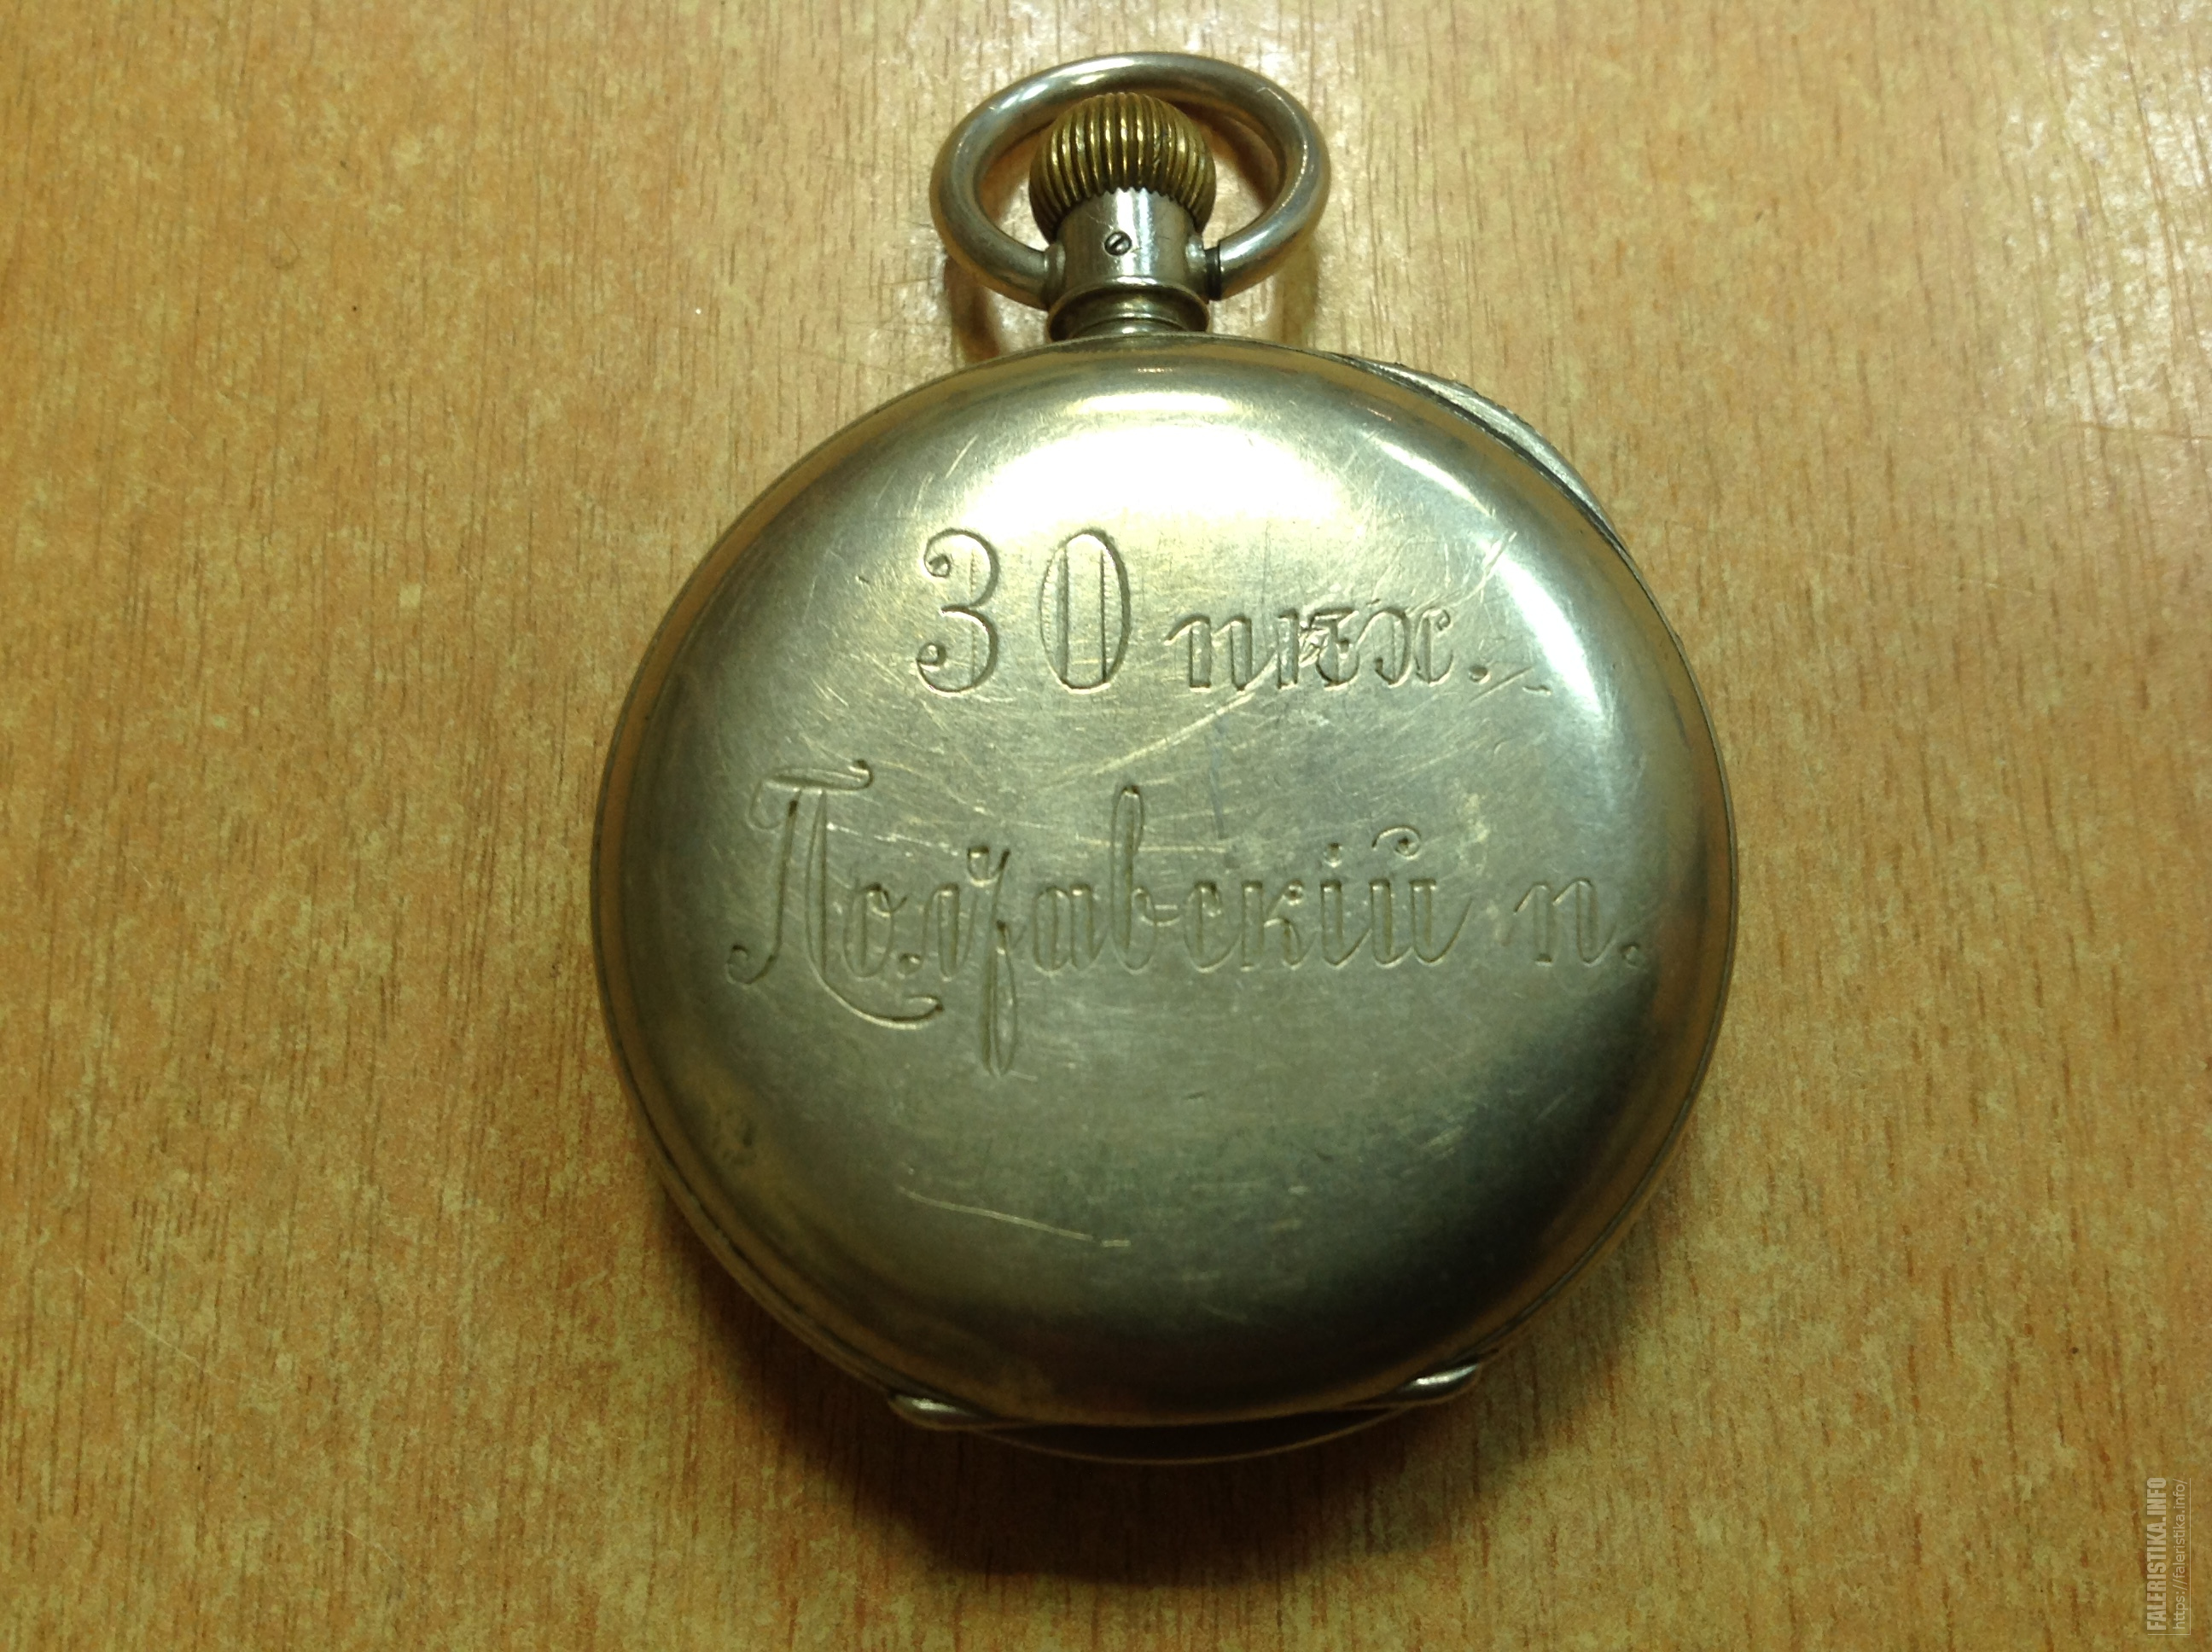 30 пѣх.
Полтавскій п.
FALERISTIKA.INFO
https://faleristika.info/